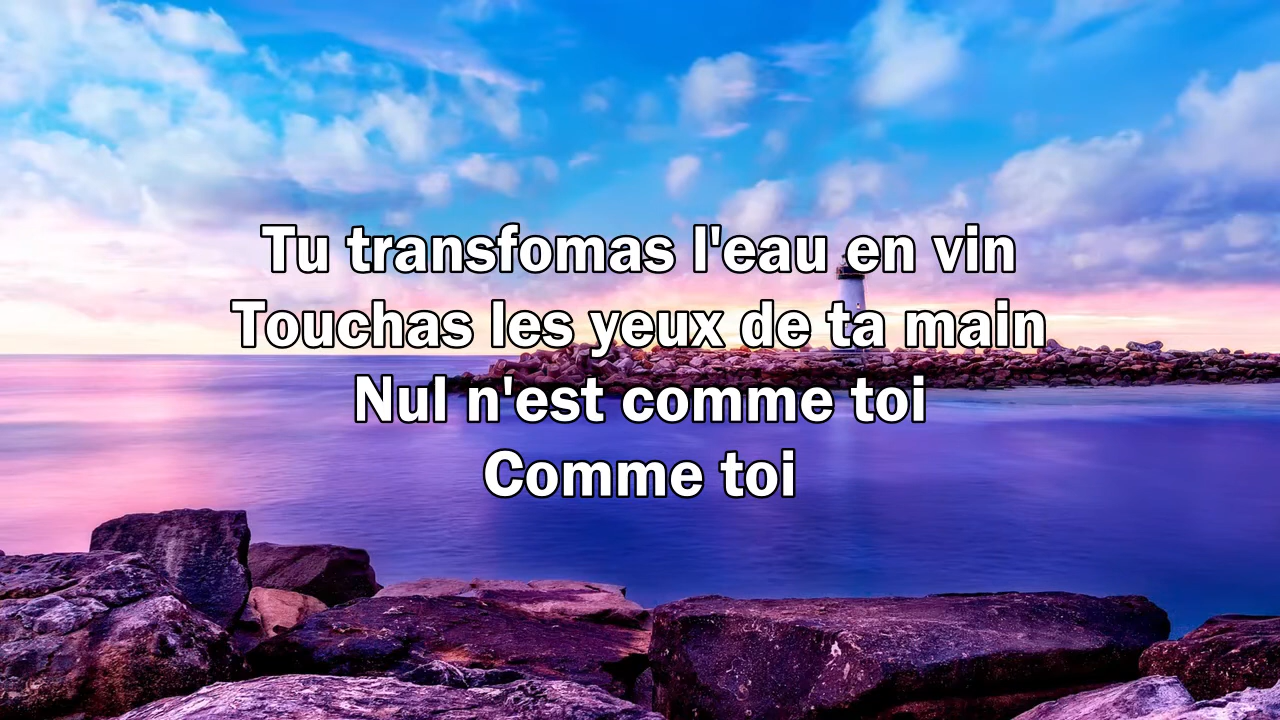 Tu transfomas l'eau en vin
Touchas les yeux de ta main
Nul n'est comme toi
Comme toi